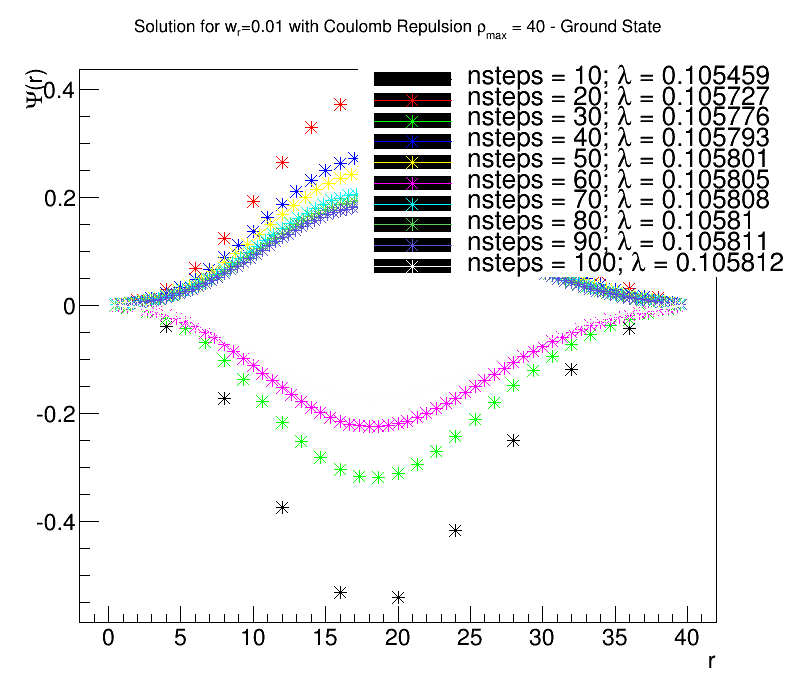 Solution for wr=0.01 with Coulomb Repulsion ρmax = 40 - Ground State
Ψ(r)
nsteps = 10; λ = 0.105459
nsteps = 20; λ = 0.105727
nsteps = 30; λ = 0.105776
nsteps = 40; λ = 0.105793
nsteps = 50; λ = 0.105801
nsteps = 60; λ = 0.105805
nsteps = 70; λ = 0.105808
nsteps = 80; λ = 0.10581
nsteps = 90; λ = 0.105811
nsteps = 100; λ = 0.105812
0.4
0.2
0
-0.2
-0.4
0 5 10 15 20 25 30 35 40
r